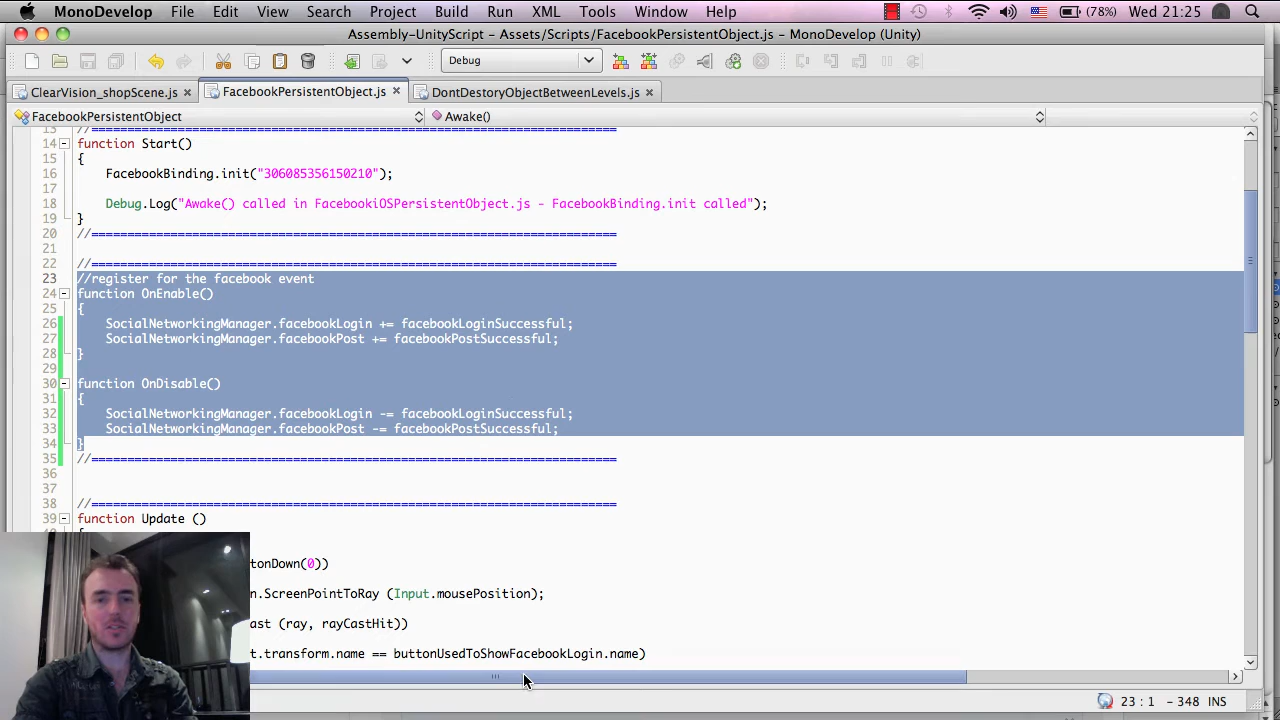 MonoDevelop File Edit View Search Project Build Run XML Tools Window Help (78%) Wed 21:25
Assembly-UnityScript - Assets/Scripts/FacebookPersistentObject.js - MonoDevelop (Unity)
Debug
ClearVision_shopScene.js FacebookPersistentObject.js DontDestoryObjectBetweenLevels.js
FacebookPersistentObject Awake()
13 //=========================================================================
14 function Start()
15 {
16 FacebookBinding.init("306085356150210");
17
18 Debug.Log("Awake() called in FacebookiOSPersistentObject.js - FacebookBinding.init called");
19 }
20 //=========================================================================
21
22 //=========================================================================
23 //register for the facebook event
24 function OnEnable()
25 {
26 SocialNetworkingManager.facebookLogin += facebookLoginSuccessful;
27 SocialNetworkingManager.facebookPost += facebookPostSuccessful;
28 }
29
30 function OnDisable()
31 {
32 SocialNetworkingManager.facebookLogin -= facebookLoginSuccessful;
33 SocialNetworkingManager.facebookPost -= facebookPostSuccessful;
34 }
35 //=========================================================================
36
37
38 //=========================================================================
39 function Update ()
tonDown(0))
n.ScreenPointToRay (Input.mousePosition);
ast (ray, rayCastHit))
t.transform.name == buttonUsedToShowFacebookLogin.name)
23 : 1 - 348 INS